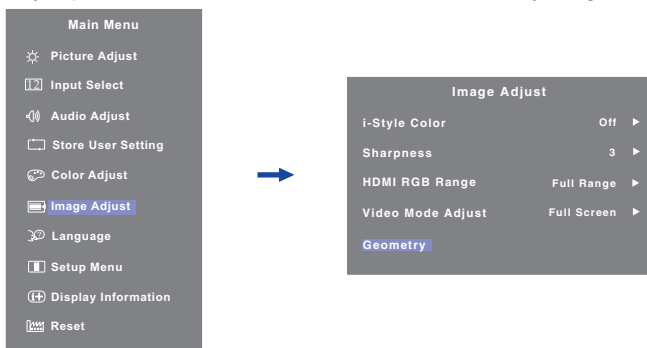 Main Menu
Picture Adjust
12 Input Select
Audio Adjust
Store User Setting
Color Adjust
Image Adjust
Language
Setup Menu
Display Information
Reset
Image Adjust
i-Style Color Off
Sharpness 3
HDMI RGB Range Full Range
Video Mode Adjust Full Screen
Geometry